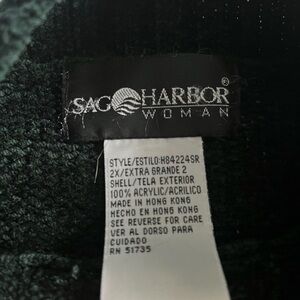 SAG HARBOR®
WOMAN
STYLE/ESTILO:H84224SR
2X/EXTRA GRANDE 2
SHELL/TELA EXTERIOR
100% ACRYLIC/ACRILICO
MADE IN HONG KONG
HECHO EN HONG KONG
SEE REVERSE FOR CARE
VER AL DORSO PARA
CUIDADO
RN 51735